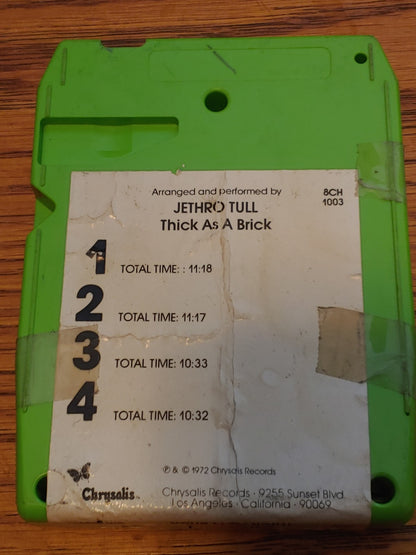 Arranged and performed by
JETHRO TULL
Thick As A Brick
8CH
1003
1 TOTAL TIME: : 11:18
2 TOTAL TIME: 11:17
3 TOTAL TIME: 10:33
4 TOTAL TIME: 10:32
℗ & © 1972 Chrysalis Records
Chrysalis
Chrysalis Records · 9255 Sunset Blvd.
Los Angeles · California · 90069